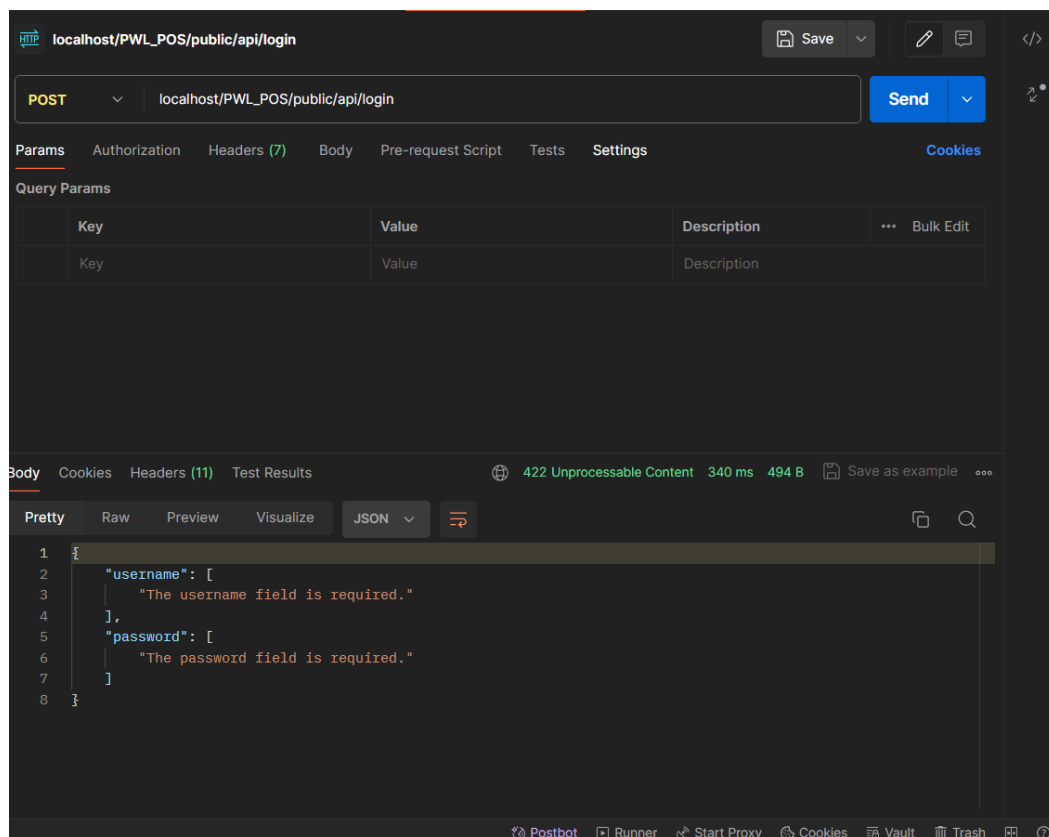 HTTP localhost/PWL_POS/public/api/login Save </>
POST localhost/PWL_POS/public/api/login Send
Params Authorization Headers (7) Body Pre-request Script Tests Settings Cookies
Query Params
Key Value Description ••• Bulk Edit
Key Value Description
Body Cookies Headers (11) Test Results 422 Unprocessable Content 340 ms 494 B Save as example
Pretty Raw Preview Visualize JSON
1 {
2 "username": [
3 "The username field is required."
4 ],
5 "password": [
6 "The password field is required."
7 ]
8 }
Postbot Runner Start Proxy Cookies Vault Trash